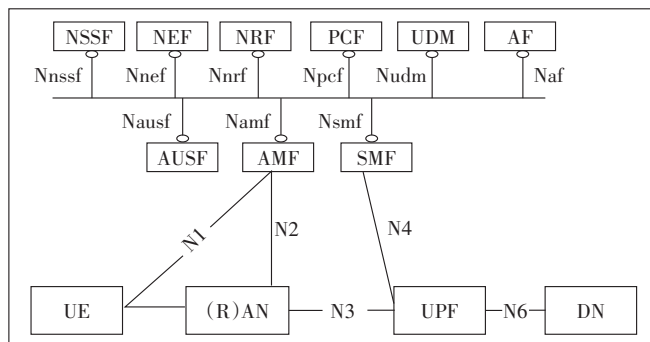 NSSF NEF NRF PCF UDM AF
Nnssf Nnef Nnrf Npcf Nudm Naf
Nausf Namf Nsmf
AUSF AMF SMF
N1 N2 N4
UE (R)AN N3 UPF N6 DN